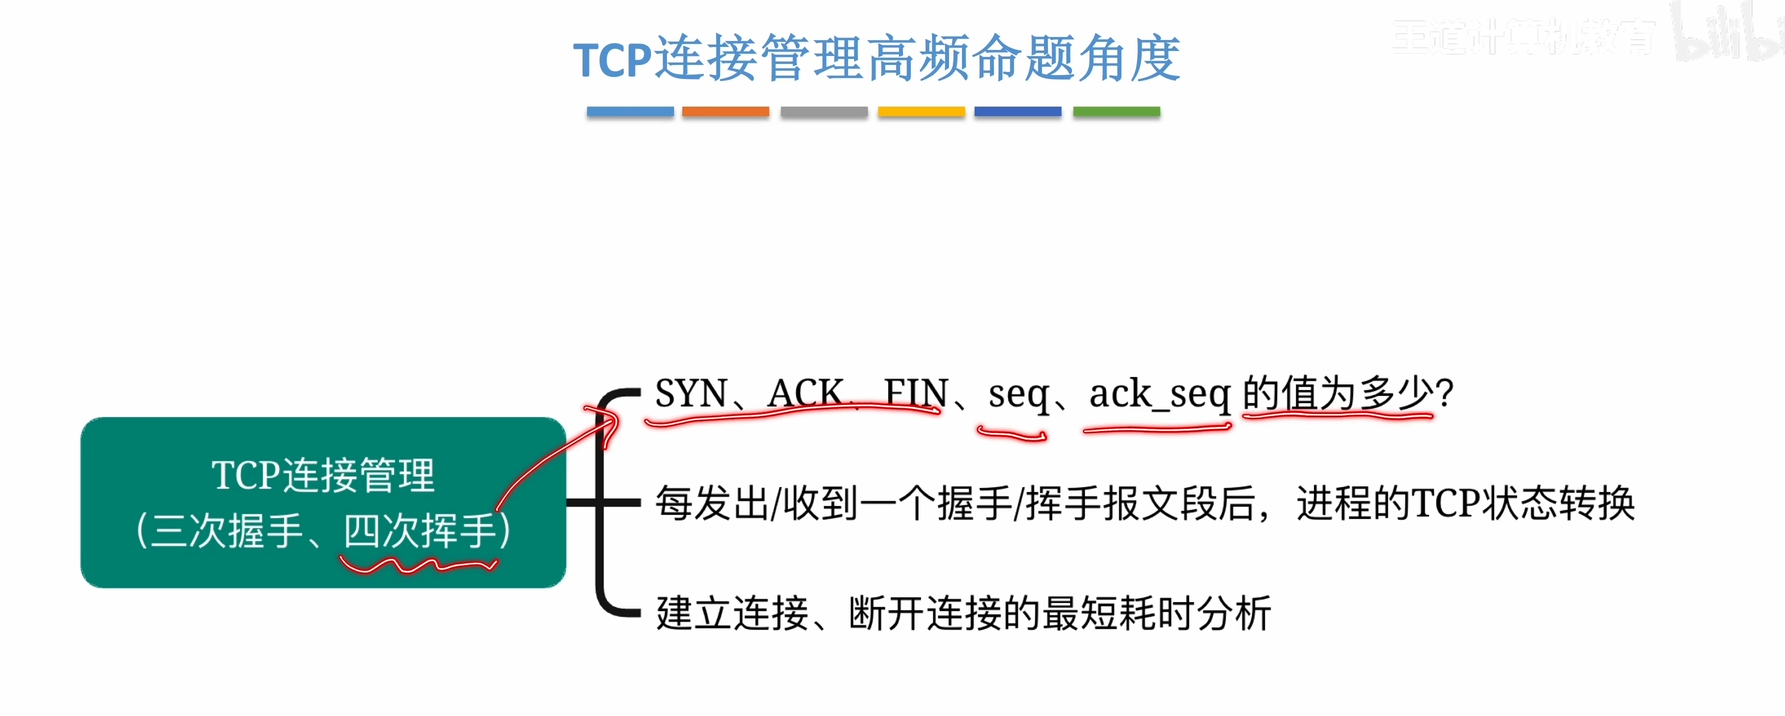 王道计算机教育 bilibi
TCP连接管理高频命题角度
SYN、ACK、FIN、seq、ack_seq 的值为多少?
TCP连接管理
(三次握手、四次挥手)
每发出/收到一个握手/挥手报文段后，进程的TCP状态转换
建立连接、断开连接的最短耗时分析